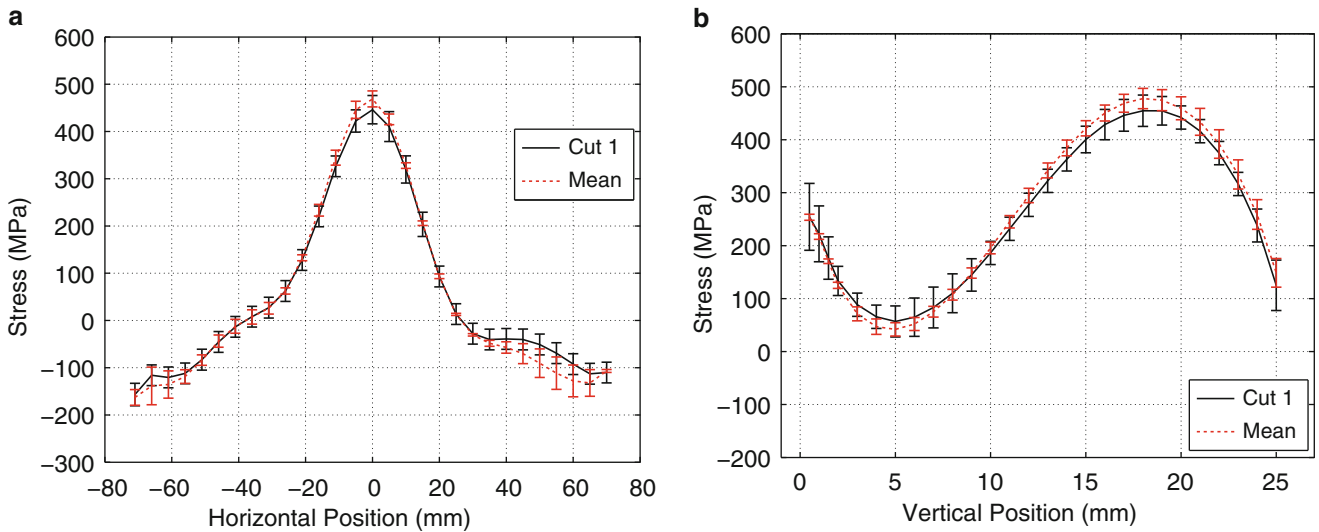 a
600
500
400
300
200
100
0
−100
−200
−300
Stress (MPa)
−80 −60 −40 −20 0 20 40 60 80
Horizontal Position (mm)
Cut 1
Mean
b
600
500
400
300
200
100
0
−100
−200
Stress (MPa)
0 5 10 15 20 25
Vertical Position (mm)
Cut 1
Mean